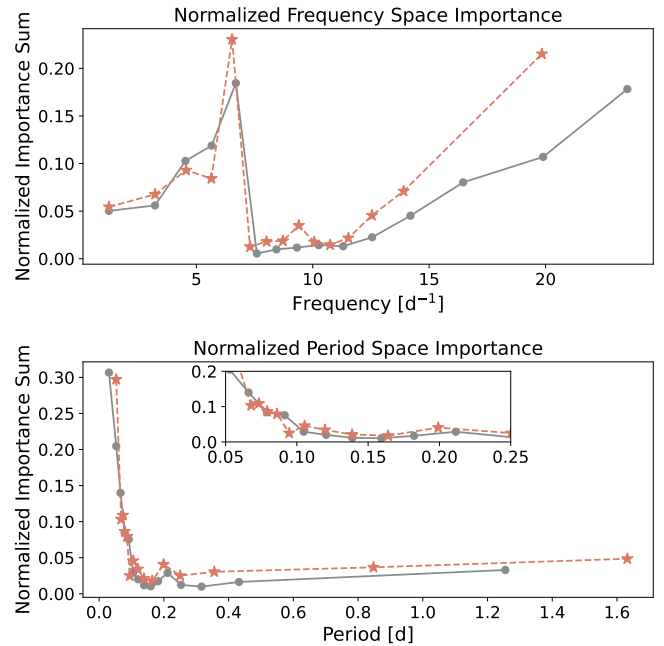 Normalized Frequency Space Importance
Normalized Importance Sum
0.20
0.15
0.10
0.05
0.00
5 10 15 20
Frequency [d⁻¹]
Normalized Period Space Importance
Normalized Importance Sum
0.30
0.25
0.20
0.15
0.10
0.05
0.00
0.2
0.1
0.0
0.05 0.10 0.15 0.20 0.25
0.0 0.2 0.4 0.6 0.8 1.0 1.2 1.4 1.6
Period [d]